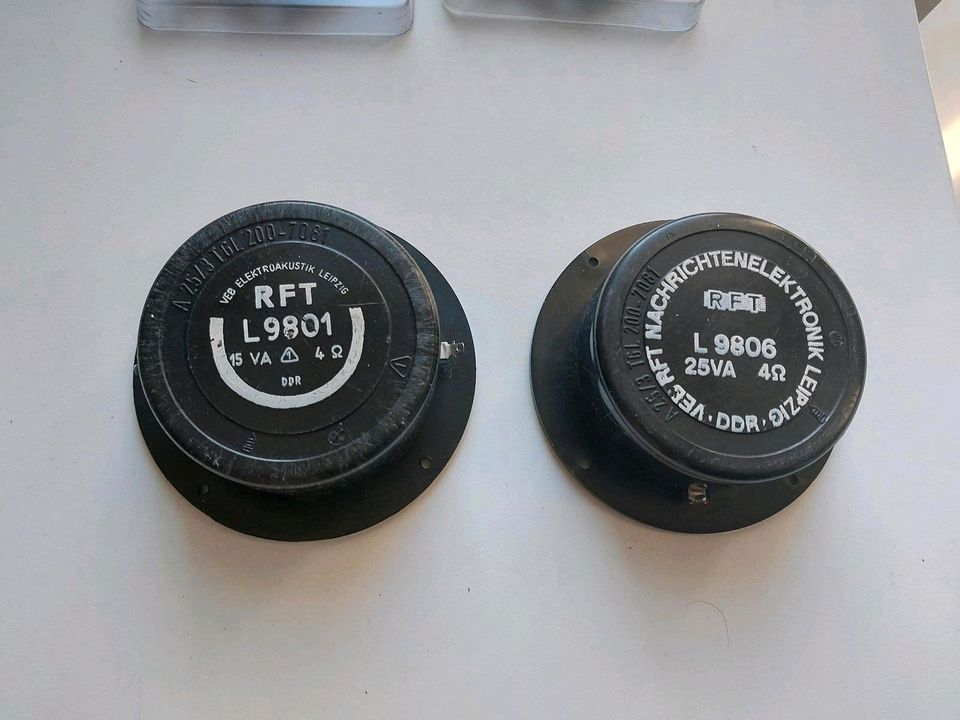 A 25/3 TGL 200-7061
VEB ELEKTROAKUSTIK LEIPZIG
RFT
L 9801
15 VA 4 Ω
DDR
A 25/3 TGL 200-7061
VEB RFT NACHRICHTENELEKTRONIK LEIPZIG · DDR ·
RFT
L 9806
25VA 4Ω